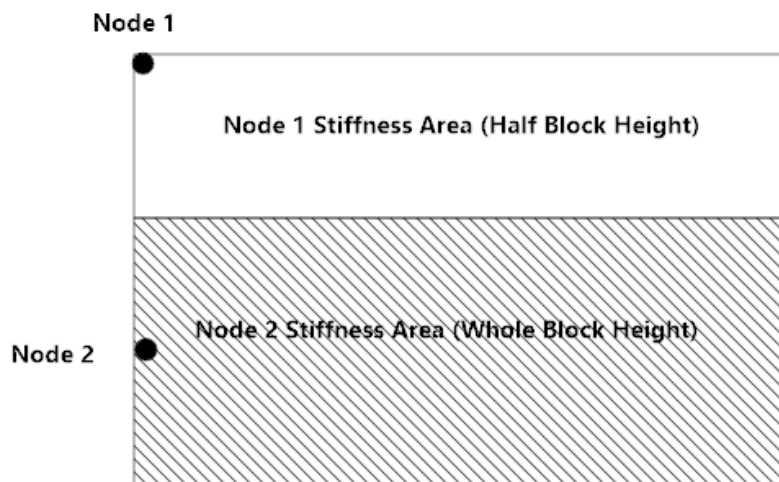 Node 1
Node 1 Stiffness Area (Half Block Height)
Node 2 Stiffness Area (Whole Block Height)
Node 2